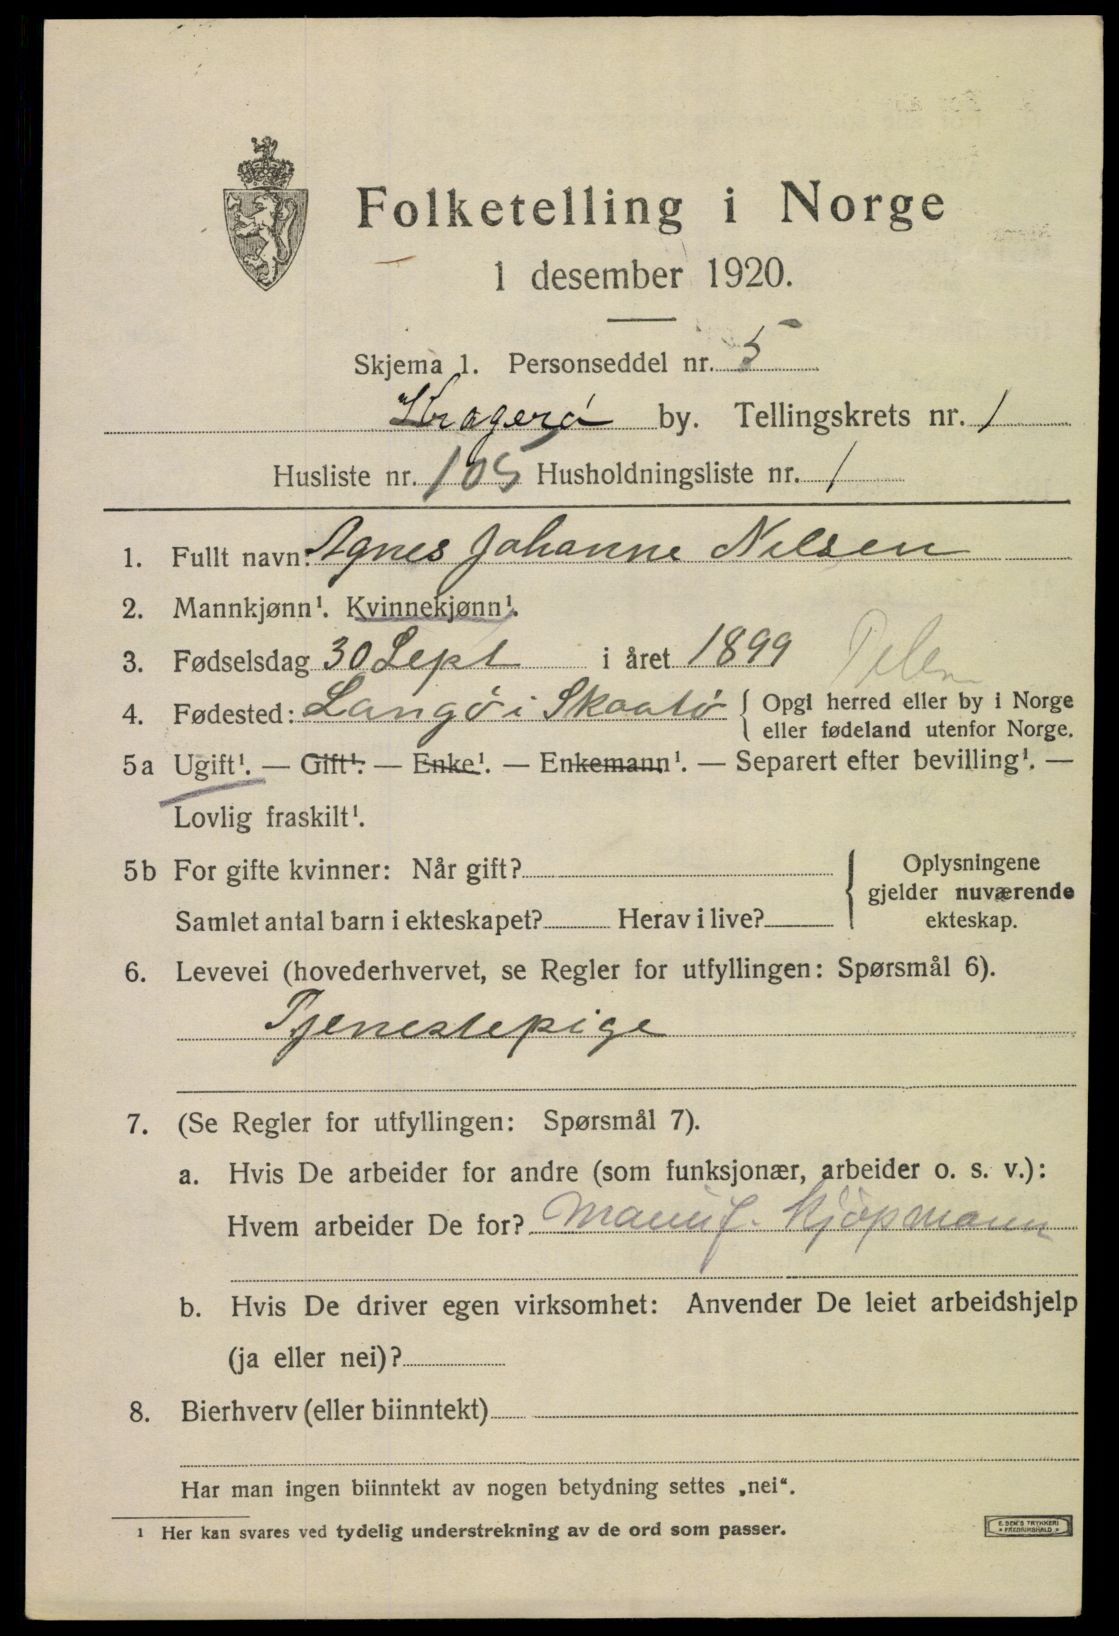 Folketelling i Norge
1 desember 1920.
Skjema 1. Personseddel nr. 5
Kragerø by. Tellingskrets nr. 1
Husliste nr. 105 Husholdningsliste nr. 1
1. Fullt navn: Agnes Johanne Nilsen
2. Mannkjønn¹. Kvinnekjønn¹.
3. Fødselsdag 30 Sept i året 1899
4. Fødested: Langö i Skaatö { Opgi herred eller by i Norge
eller fødeland utenfor Norge.
5a Ugift¹. — Gift¹. — Enke¹. — Enkemann¹. — Separert efter bevilling¹. —
Lovlig fraskilt¹.
5b For gifte kvinner: Når gift?
Samlet antal barn i ekteskapet? Herav i live?
{ Oplysningene
gjelder nuværende
ekteskap.
6. Levevei (hovederhvervet, se Regler for utfyllingen: Spørsmål 6).
Tjenestepige
7. (Se Regler for utfyllingen: Spørsmål 7).
a. Hvis De arbeider for andre (som funksjonær, arbeider o. s. v.):
Hvem arbeider De for? Manuf. Kjøpmann
b. Hvis De driver egen virksomhet: Anvender De leiet arbeidshjelp
(ja eller nei)?
8. Bierhverv (eller biinntekt)
Har man ingen biinntekt av nogen betydning settes „nei“.
¹ Her kan svares ved tydelig understrekning av de ord som passer.
E. SEM'S TRYKKERI
FREDRIKSHALD